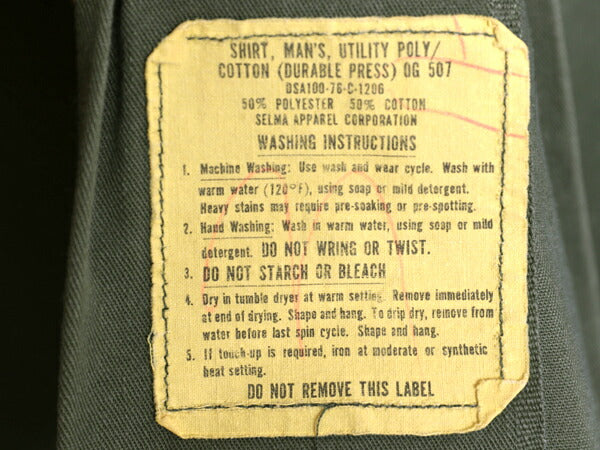 SHIRT, MAN'S, UTILITY POLY/
COTTON (DURABLE PRESS) OG 507
DSA100-76-C-1206
50% POLYESTER 50% COTTON
SELMA APPAREL CORPORATION
WASHING INSTRUCTIONS
1. Machine Washing: Use wash and wear cycle. Wash with
warm water (120°F), using soap or mild detergent.
Heavy stains may require pre-soaking or pre-spotting.
2. Hand Washing: Wash in warm water, using soap or mild
detergent. DO NOT WRING OR TWIST.
3. DO NOT STARCH OR BLEACH
4. Dry in tumble dryer at warm setting. Remove immediately
at end of drying. Shape and hang. To drip dry, remove from
water before last spin cycle. Shape and hang.
5. If touch-up is required, iron at moderate or synthetic
heat setting.
DO NOT REMOVE THIS LABEL